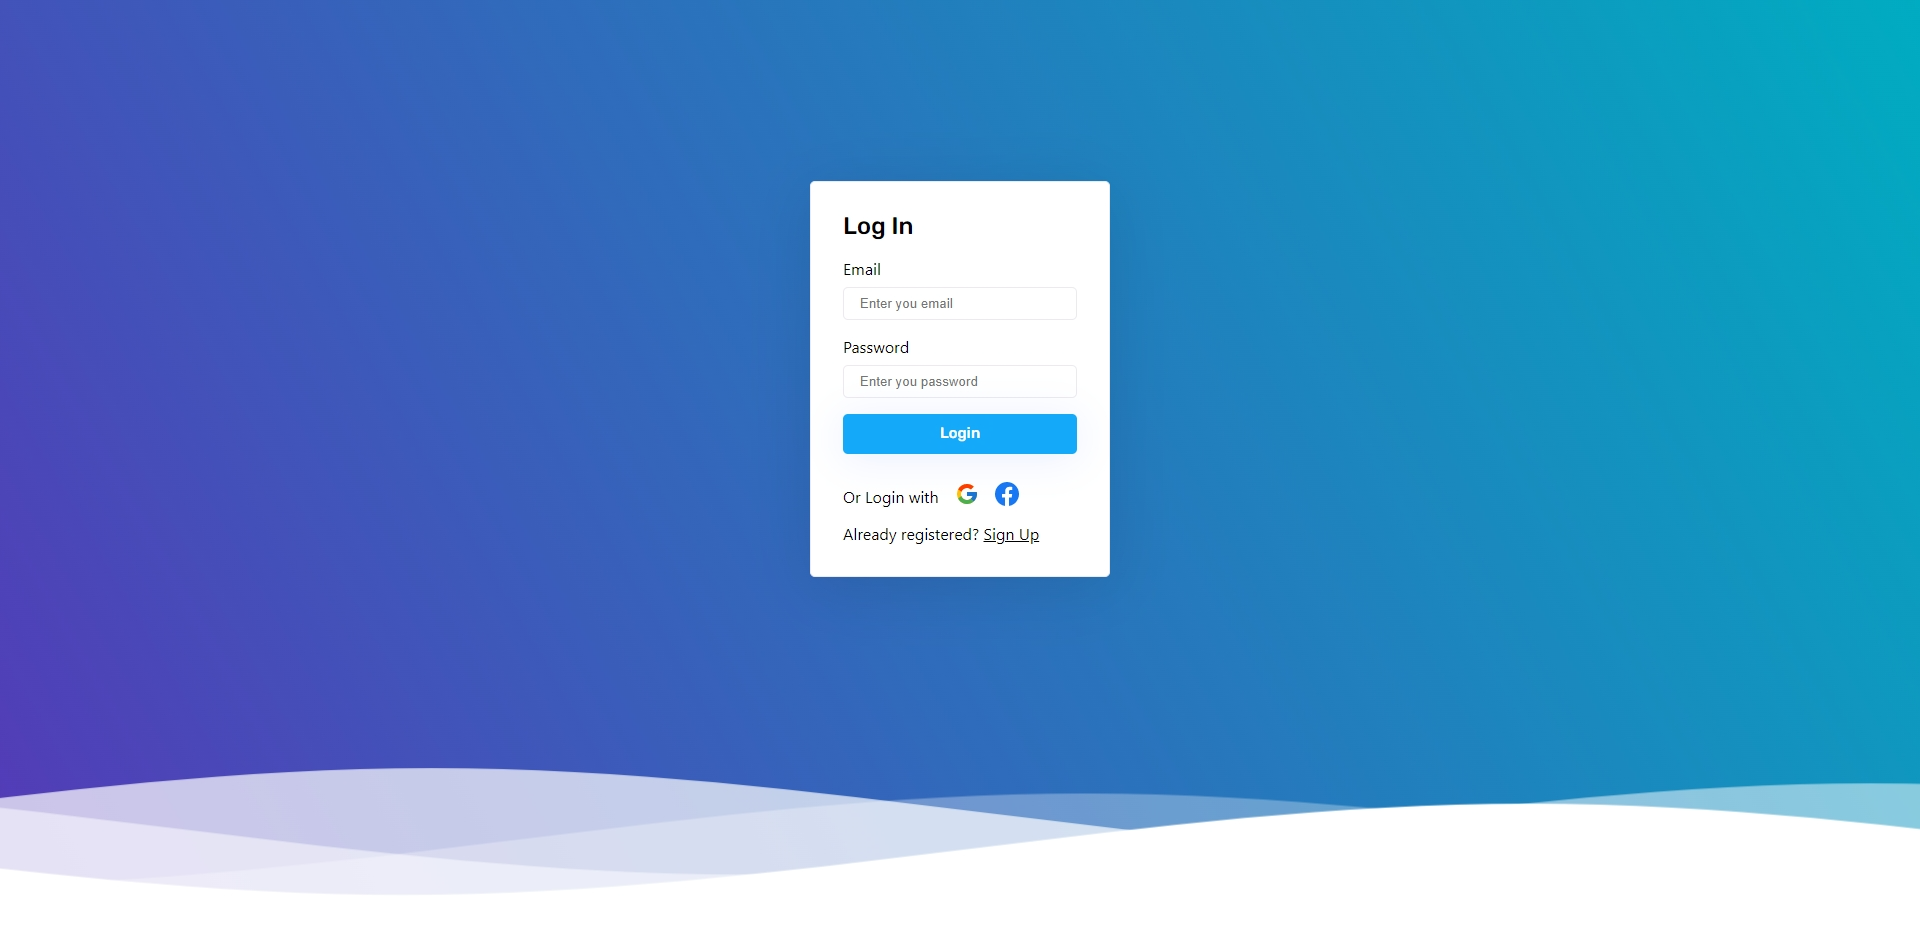 Log In
Email
Enter you email
Password
Enter you password
Login
Or Login with
Already registered? Sign Up